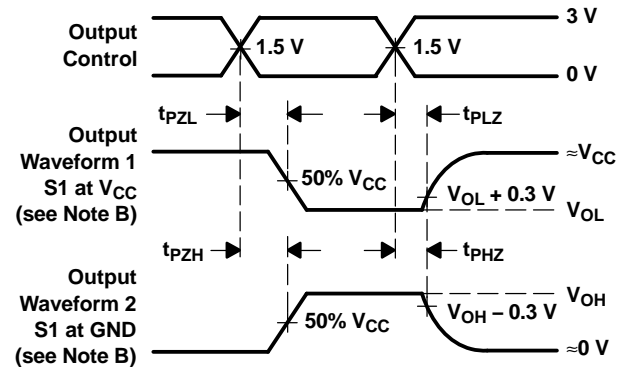 Output
Control
1.5 V
1.5 V
3 V
0 V
tPZL
tPLZ
Output
Waveform 1
S1 at VCC
(see Note B)
50% VCC
≈VCC
VOL + 0.3 V
VOL
tPZH
tPHZ
Output
Waveform 2
S1 at GND
(see Note B)
50% VCC
VOH
VOH − 0.3 V
≈0 V